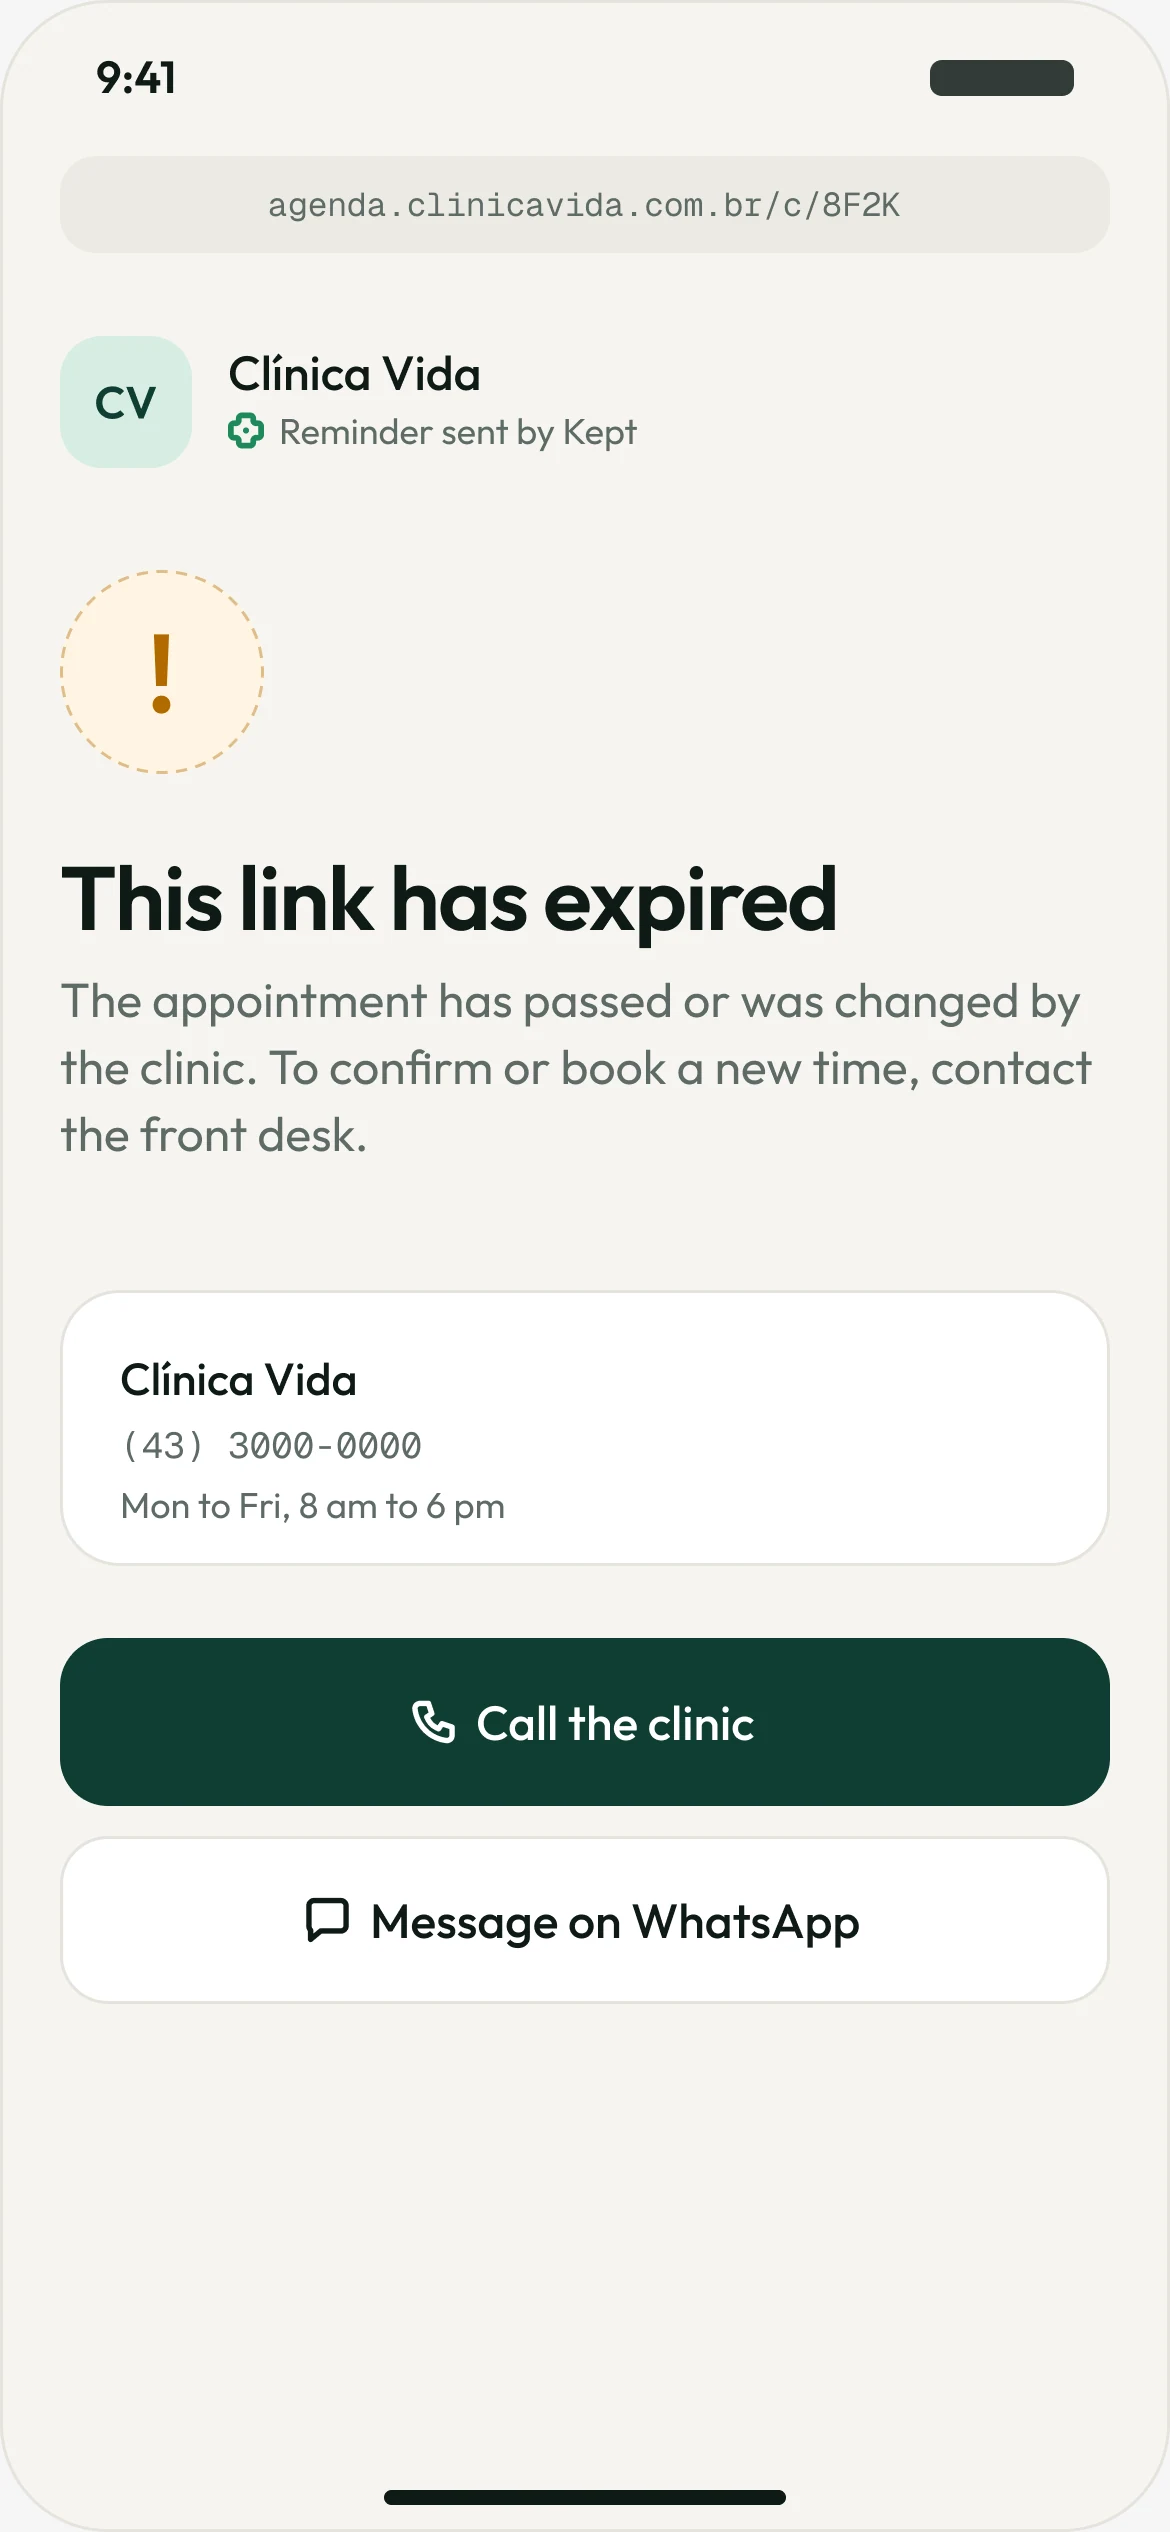 9:41
agenda.clinicavida.com.br/c/8F2K
CV
Clínica Vida
Reminder sent by Kept
!
This link has expired
The appointment has passed or was changed by
the clinic. To confirm or book a new time, contact
the front desk.
Clínica Vida
(43) 3000-0000
Mon to Fri, 8 am to 6 pm
Call the clinic
Message on WhatsApp